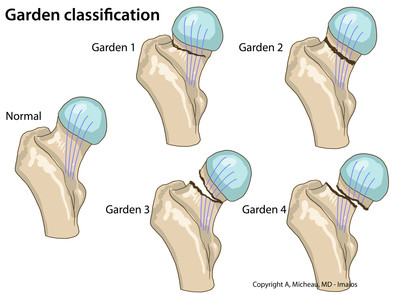 Garden classification
Garden 1
Garden 2
Normal
Garden 3
Garden 4
Copyright A, Micheau, MD - Imaios